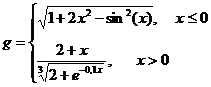 g = { √(1+2x² − sin²(x)), x ≤ 0
(2+x)/∛(2+e^(−0,1x)), x > 0